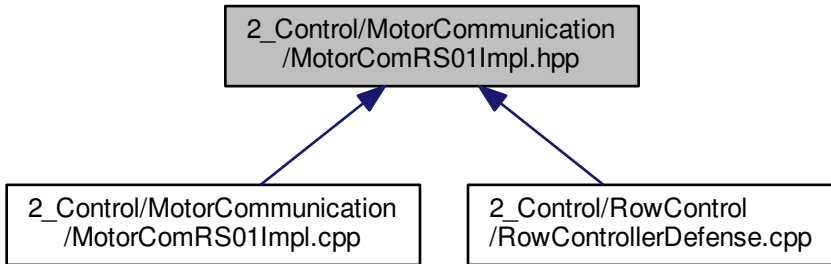 2_Control/MotorCommunication
/MotorComRS01Impl.hpp
2_Control/MotorCommunication
/MotorComRS01Impl.cpp
2_Control/RowControl
/RowControllerDefense.cpp